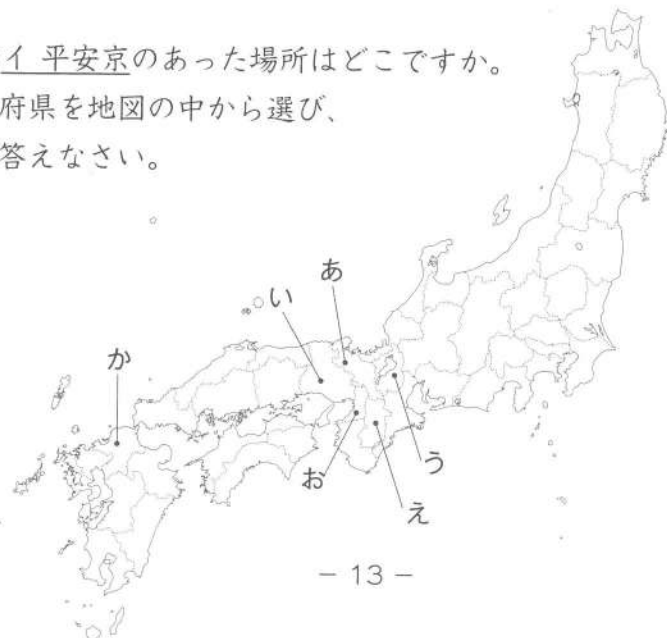 イ 平安京のあった場所はどこですか。
府県を地図の中から選び、
答えなさい。
あ
い
か
う
お
え
- 13 -